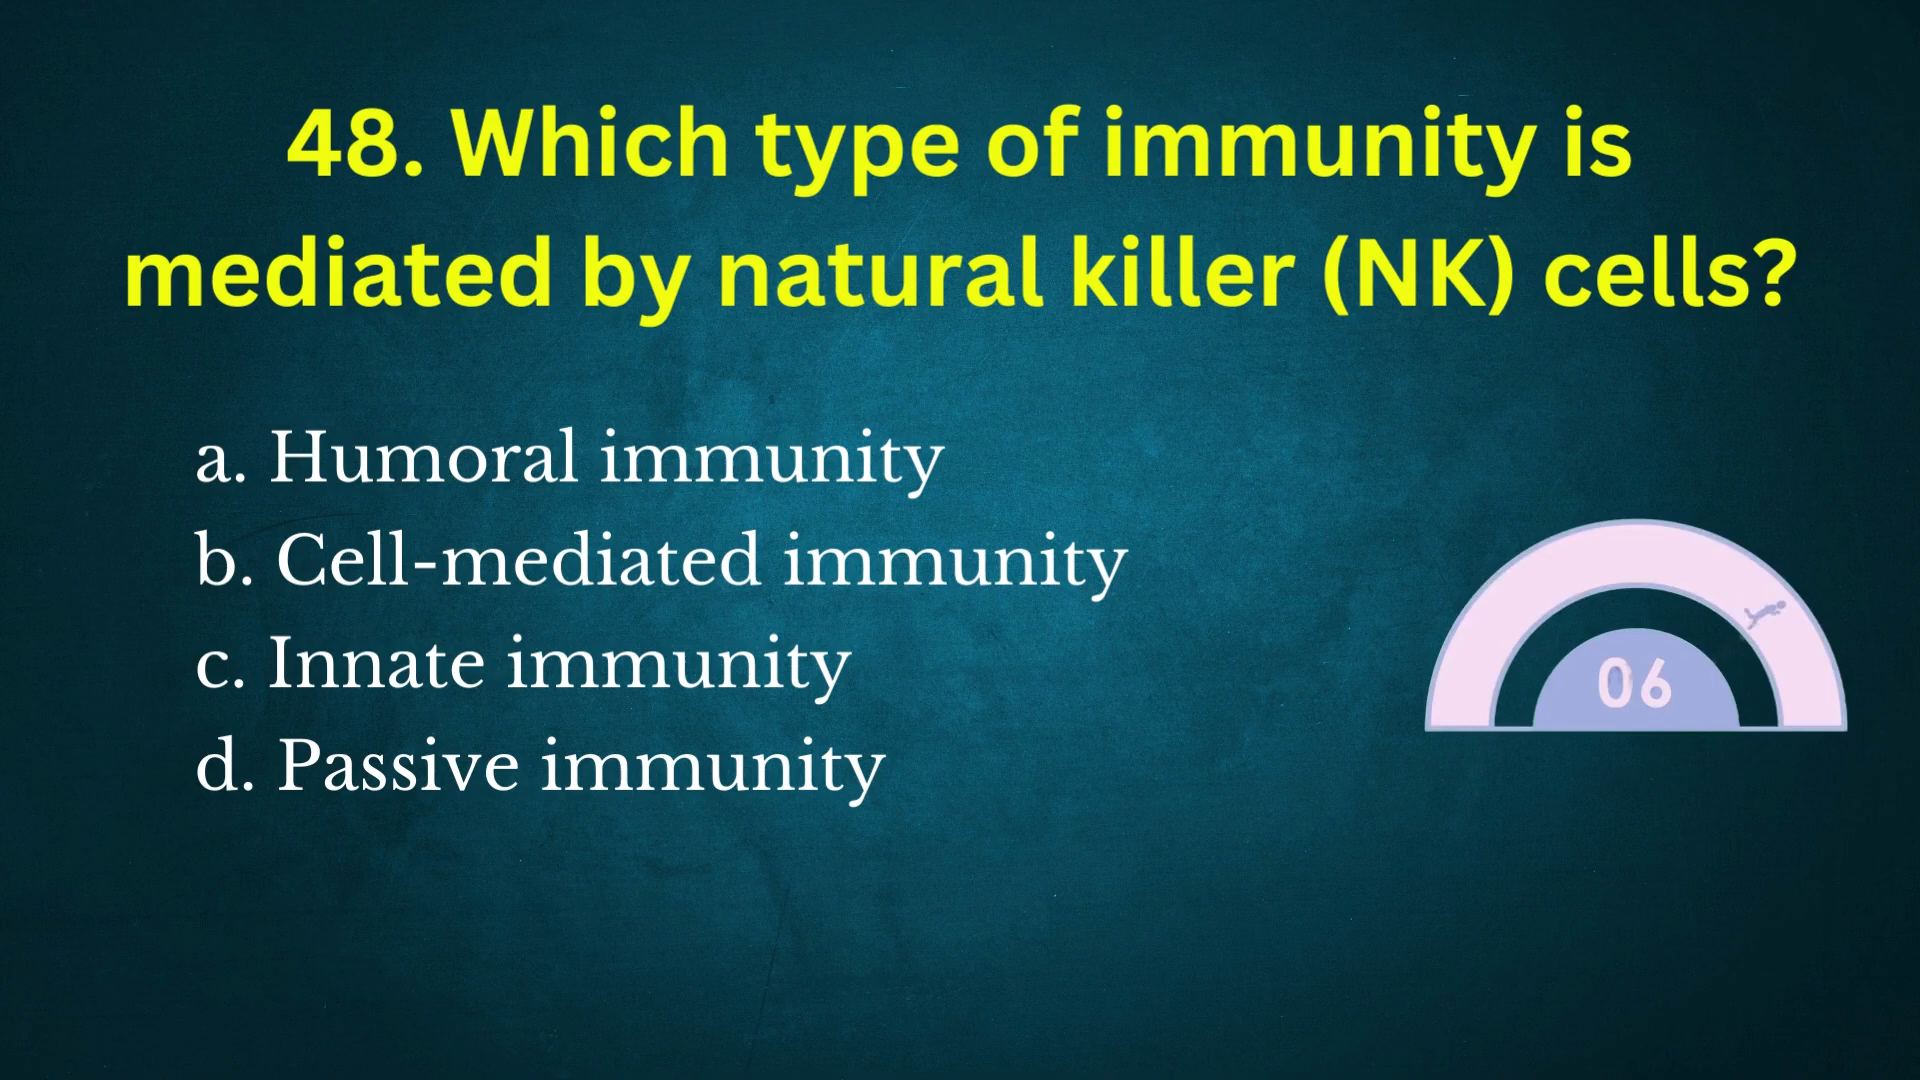 48. Which type of immunity is
mediated by natural killer (NK) cells?
a. Humoral immunity
b. Cell-mediated immunity
c. Innate immunity
d. Passive immunity
06